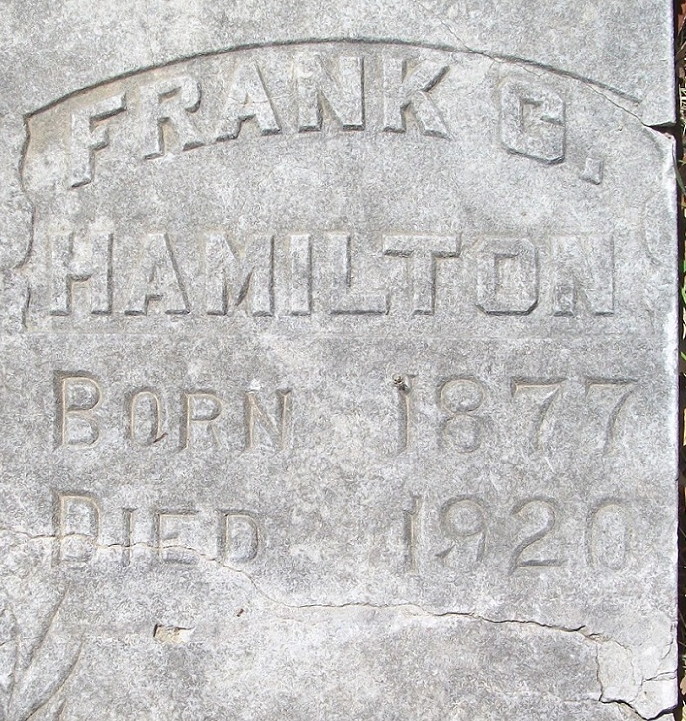 FRANK C.
HAMILTON
BORN 1877
DIED 1920